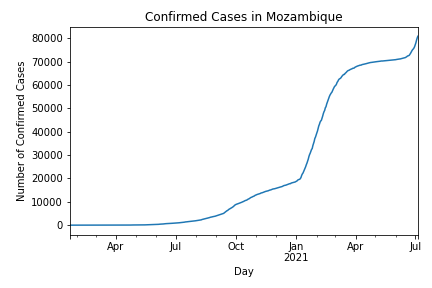 Confirmed Cases in Mozambique
80000
70000
60000
50000
40000
30000
20000
10000
0
Number of Confirmed Cases
Apr Jul Oct Jan Apr Jul
2021
Day